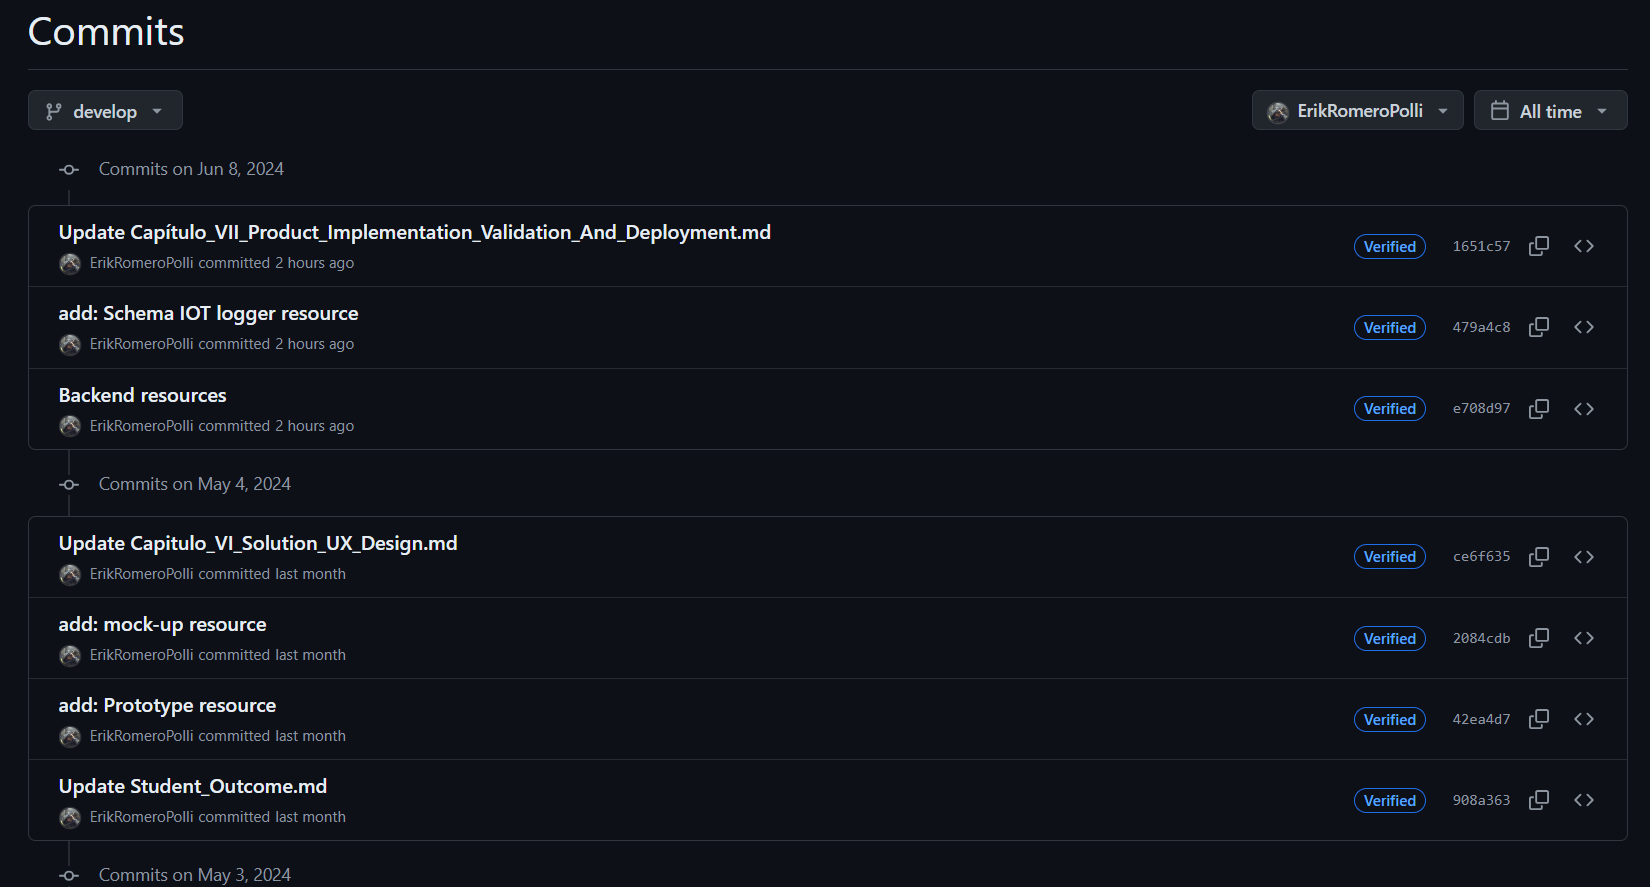 Commits
develop
ErikRomeroPolli
All time
Commits on Jun 8, 2024
Update Capítulo_VII_Product_Implementation_Validation_And_Deployment.md
ErikRomeroPolli committed 2 hours ago
Verified
1651c57
add: Schema IOT logger resource
ErikRomeroPolli committed 2 hours ago
Verified
479a4c8
Backend resources
ErikRomeroPolli committed 2 hours ago
Verified
e708d97
Commits on May 4, 2024
Update Capitulo_VI_Solution_UX_Design.md
ErikRomeroPolli committed last month
Verified
ce6f635
add: mock-up resource
ErikRomeroPolli committed last month
Verified
2084cdb
add: Prototype resource
ErikRomeroPolli committed last month
Verified
42ea4d7
Update Student_Outcome.md
ErikRomeroPolli committed last month
Verified
908a363
Commits on May 3, 2024